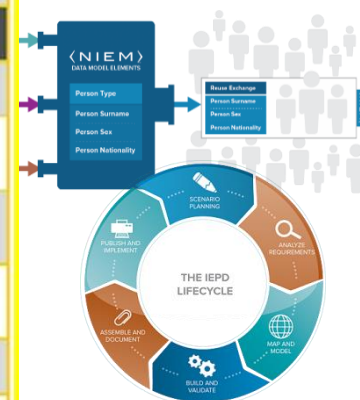 〈NIEM〉
DATA MODEL ELEMENTS
Person Type
Person Surname
Person Sex
Person Nationality
Reuse Exchange
Person Surname
Person Sex
Person Nationality
SCENARIO
PLANNING
ANALYZE
REQUIREMENTS
MAP AND
MODEL
BUILD AND
VALIDATE
ASSEMBLE AND
DOCUMENT
PUBLISH AND
IMPLEMENT
THE IEPD
LIFECYCLE